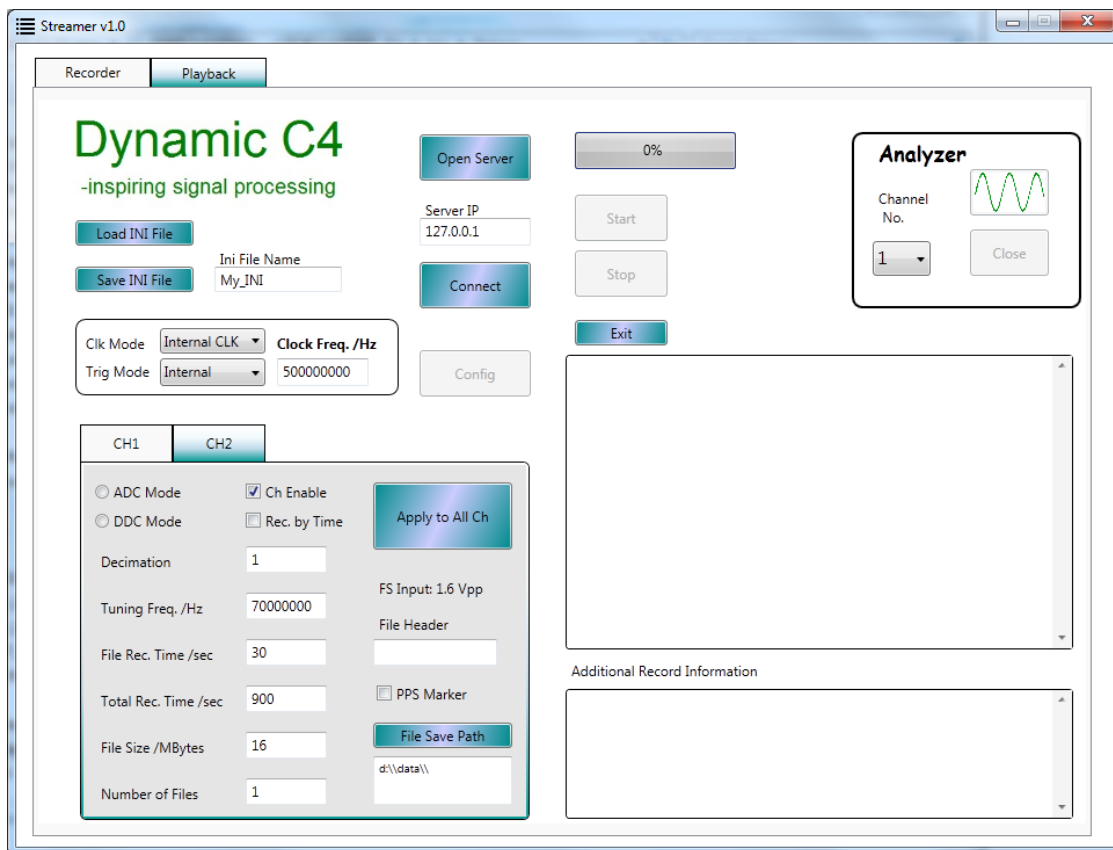 Streamer v1.0
Recorder
Playback
Dynamic C4
-inspiring signal processing
Load INI File
Ini File Name
Save INI File
My_INI
Clk Mode
Internal CLK
Clock Freq. /Hz
Trig Mode
Internal
500000000
Open Server
Server IP
127.0.0.1
Connect
Config
0%
Start
Stop
Exit
Analyzer
Channel
No.
1
Close
CH1
CH2
ADC Mode
Ch Enable
DDC Mode
Rec. by Time
Apply to All Ch
Decimation
1
FS Input: 1.6 Vpp
Tuning Freq. /Hz
70000000
File Header
File Rec. Time /sec
30
Total Rec. Time /sec
900
PPS Marker
File Size /MBytes
16
File Save Path
d:\\data\\
Number of Files
1
Additional Record Information